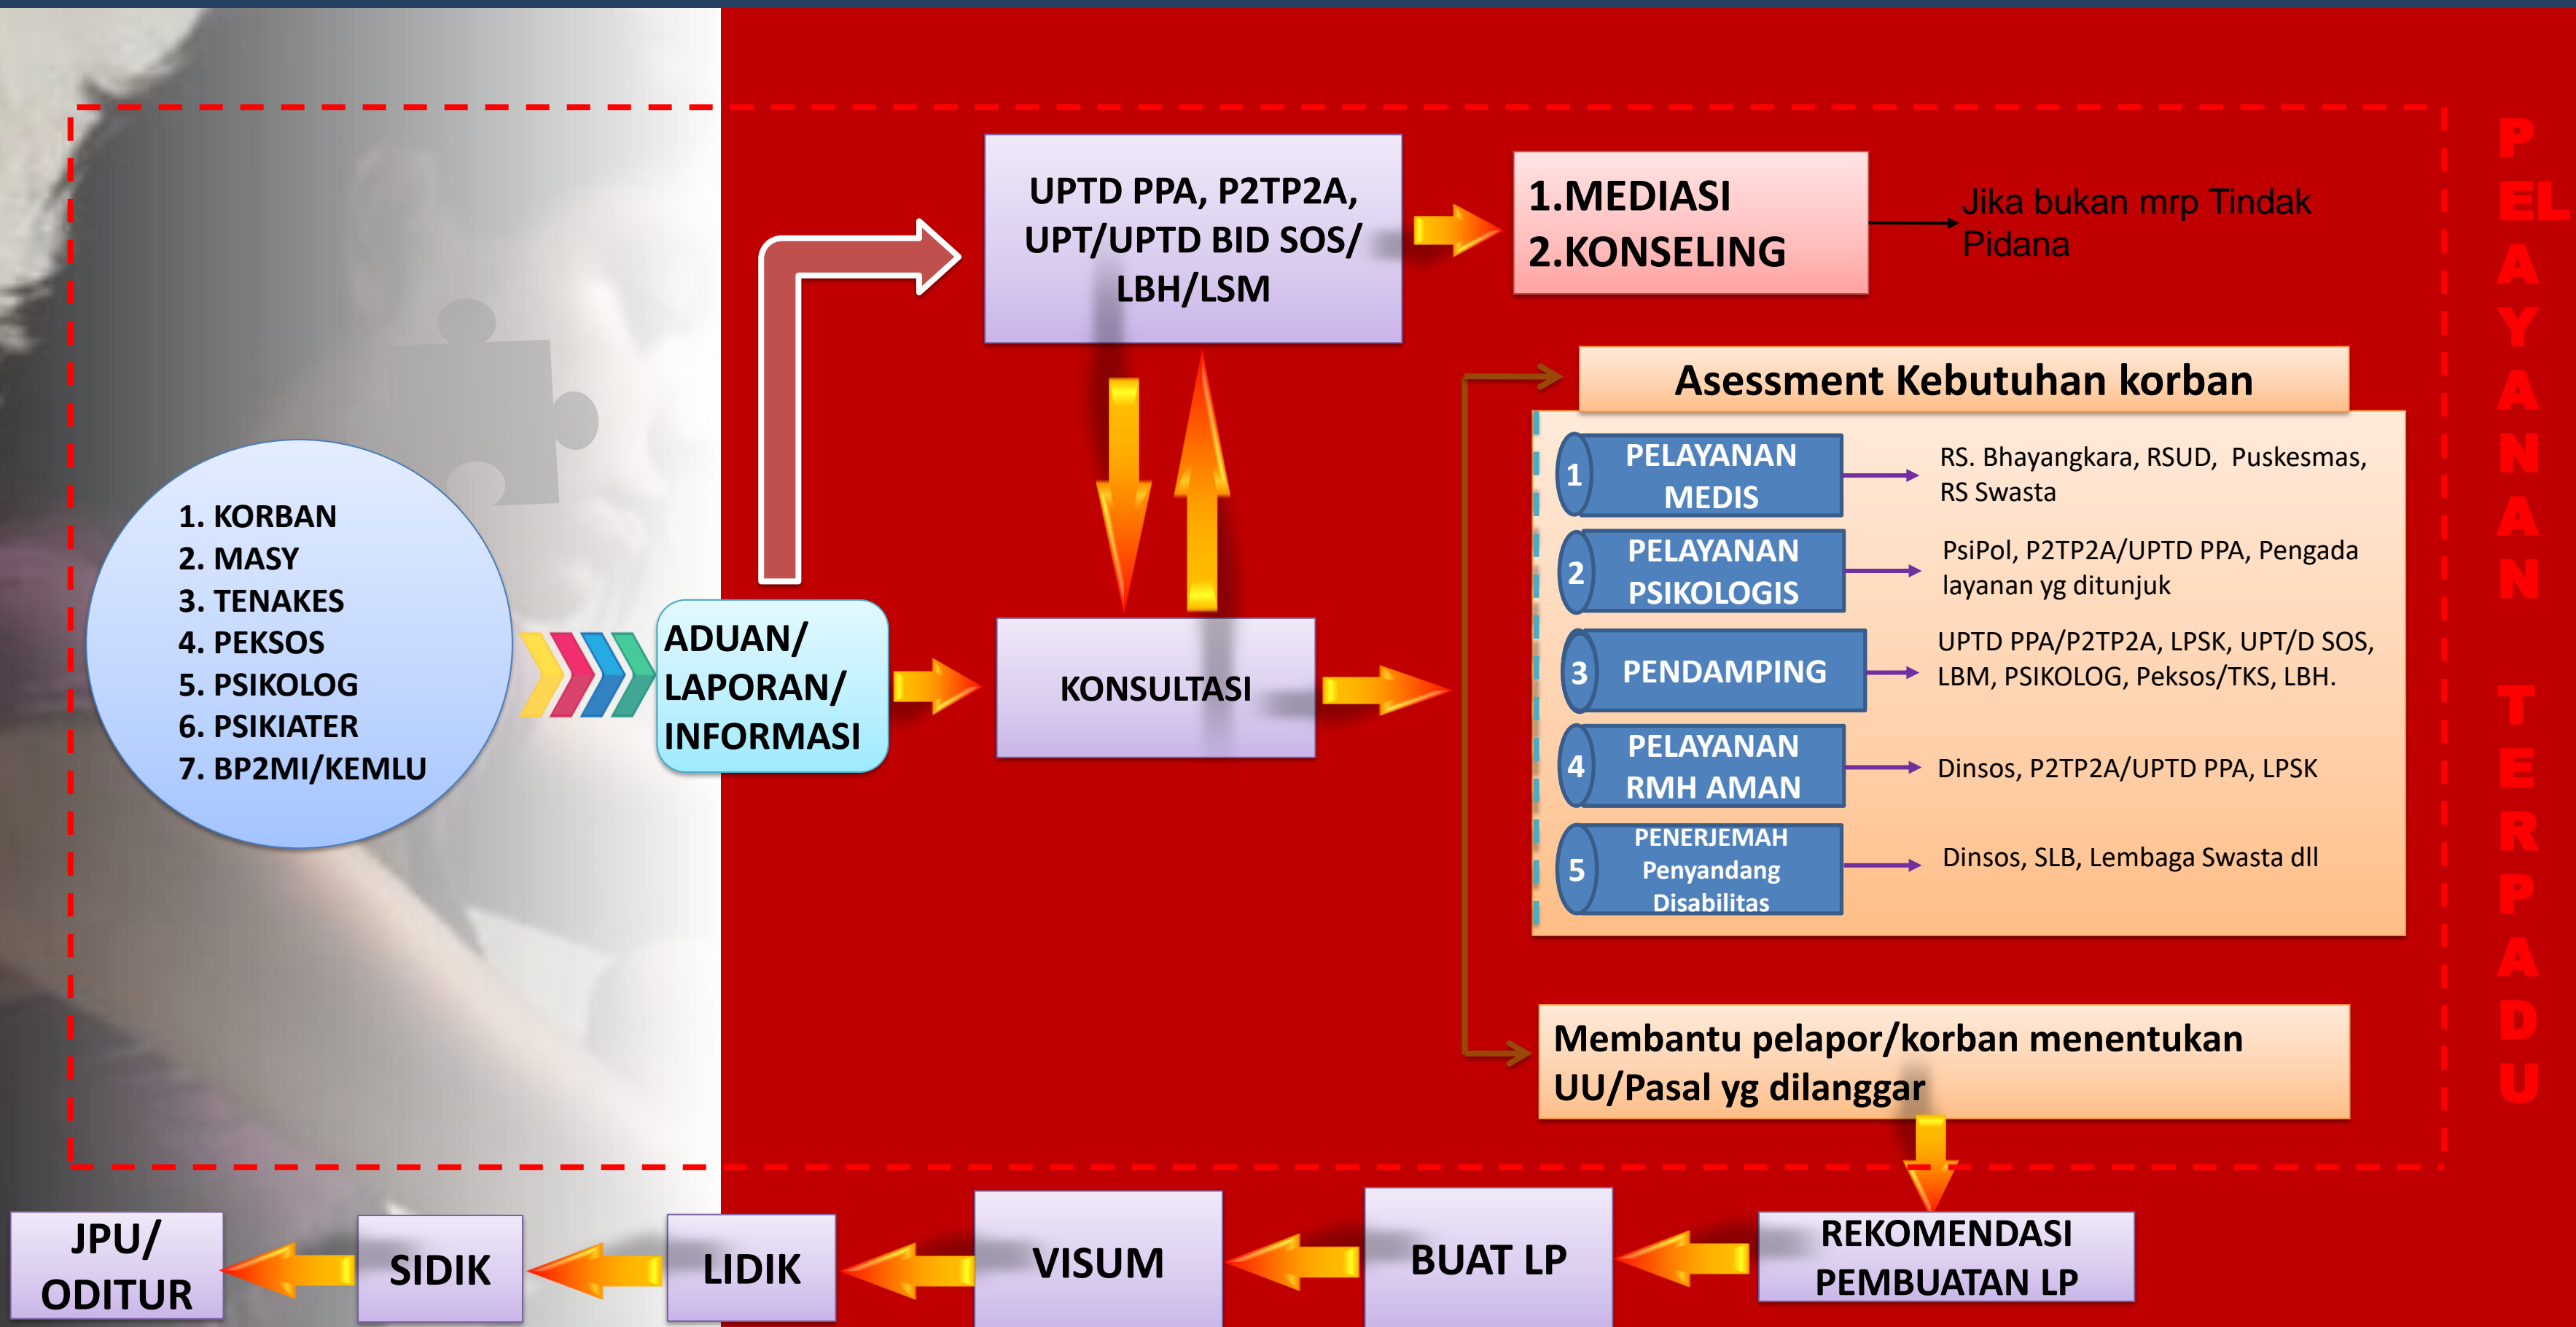 1. KORBAN
2. MASY
3. TENAKES
4. PEKSOS
5. PSIKOLOG
6. PSIKIATER
7. BP2MI/KEMLU
ADUAN/
LAPORAN/
INFORMASI
UPTD PPA, P2TP2A,
UPT/UPTD BID SOS/
LBH/LSM
1.MEDIASI
2.KONSELING
Jika bukan mrp Tindak
Pidana
KONSULTASI
Asessment Kebutuhan korban
1
PELAYANAN
MEDIS
RS. Bhayangkara, RSUD, Puskesmas,
RS Swasta
2
PELAYANAN
PSIKOLOGIS
PsiPol, P2TP2A/UPTD PPA, Pengada
layanan yg ditunjuk
3
PENDAMPING
UPTD PPA/P2TP2A, LPSK, UPT/D SOS,
LBM, PSIKOLOG, Peksos/TKS, LBH.
4
PELAYANAN
RMH AMAN
Dinsos, P2TP2A/UPTD PPA, LPSK
5
PENERJEMAH
Penyandang
Disabilitas
Dinsos, SLB, Lembaga Swasta dll
Membantu pelapor/korban menentukan
UU/Pasal yg dilanggar
REKOMENDASI
PEMBUATAN LP
BUAT LP
VISUM
LIDIK
SIDIK
JPU/
ODITUR
P
EL
A
Y
A
N
A
N
T
E
R
P
A
D
U